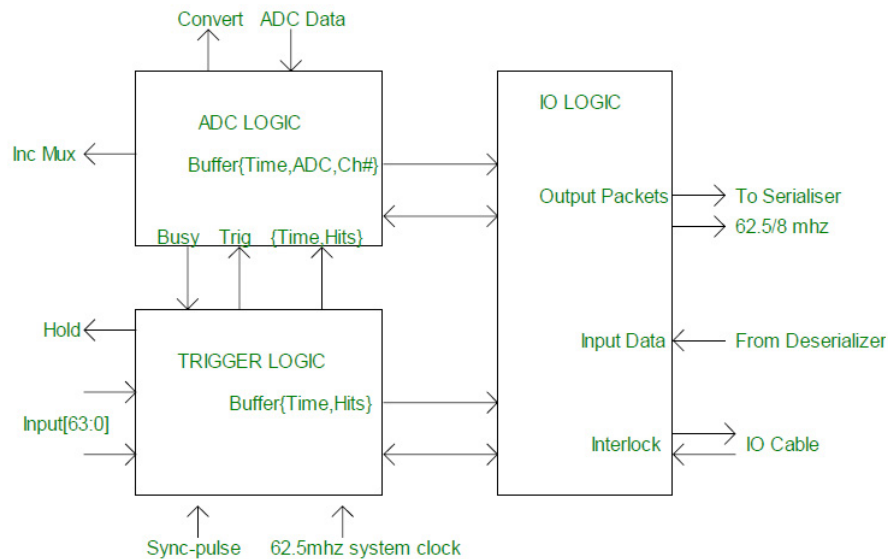 Convert ADC Data
ADC LOGIC
IO LOGIC
Inc Mux
Buffer{Time,ADC,Ch#}
Output Packets
To Serialiser
62.5/8 mhz
Busy Trig {Time,Hits}
Hold
Input Data
From Deserializer
TRIGGER LOGIC
Buffer{Time,Hits}
Input[63:0]
Interlock
IO Cable
Sync-pulse
62.5mhz system clock